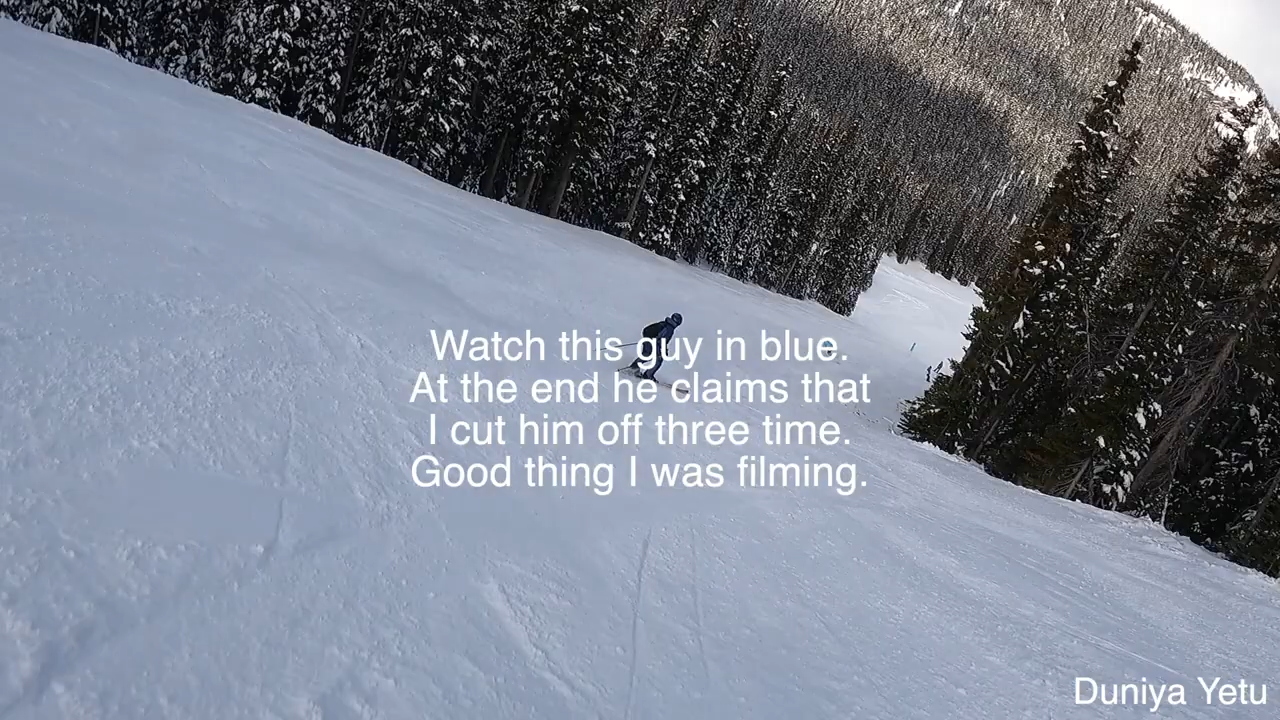 Watch this guy in blue.
At the end he claims that
I cut him off three time.
Good thing I was filming.
Duniya Yetu